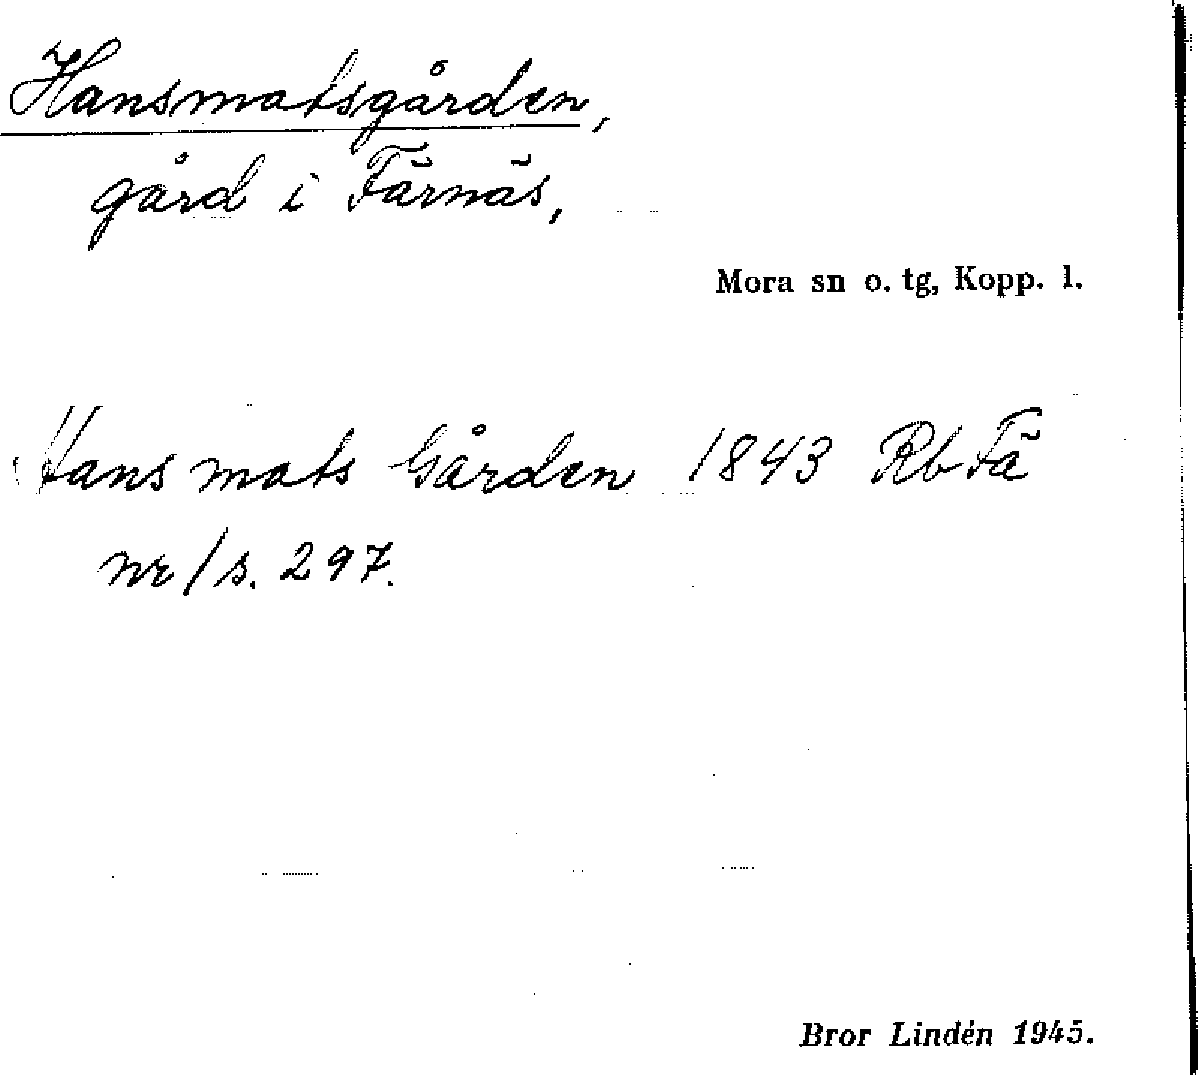 Hansmatsgården,
gård i Färnäs,
Mora sn o. tg, Kopp. l.
Hans mats Gården 1843 Rb Fä
nr 1 s. 297.
Bror Lindén 1945.